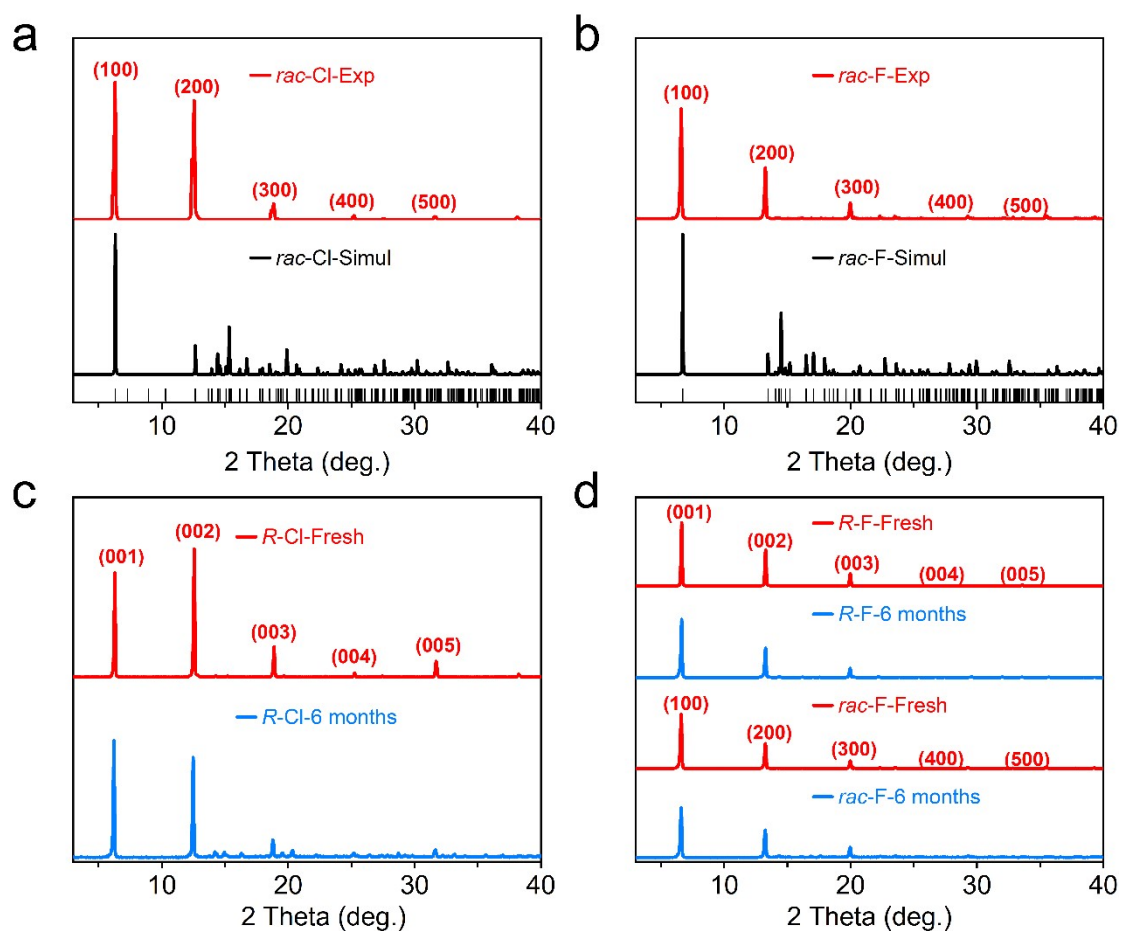 a
(100)
(200)
(300)
(400)
(500)
rac-Cl-Exp
rac-Cl-Simul
10 20 30 40
2 Theta (deg.)
b
(100)
(200)
(300)
(400)
(500)
rac-F-Exp
rac-F-Simul
10 20 30 40
2 Theta (deg.)
c
(001)
(002)
(003)
(004)
(005)
R-Cl-Fresh
R-Cl-6 months
10 20 30 40
2 Theta (deg.)
d
(001)
(002)
(003)
(004)
(005)
R-F-Fresh
R-F-6 months
(100)
(200)
(300)
(400)
(500)
rac-F-Fresh
rac-F-6 months
10 20 30 40
2 Theta (deg.)